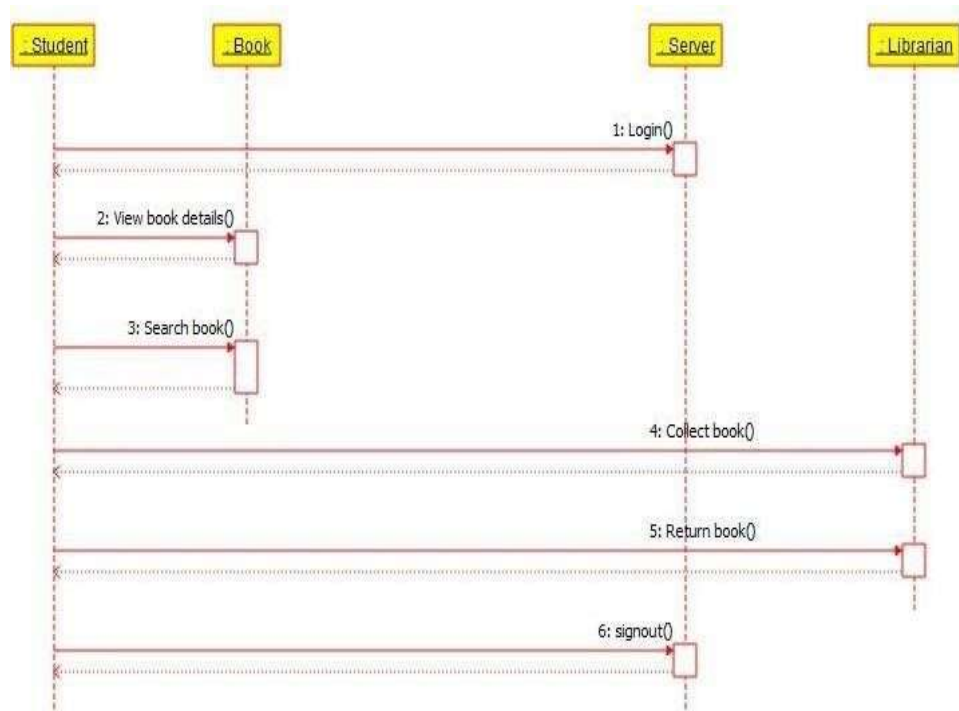 : Student
: Book
: Server
: Librarian
1: Login()
2: View book details()
3: Search book()
4: Collect book()
5: Return book()
6: signout()